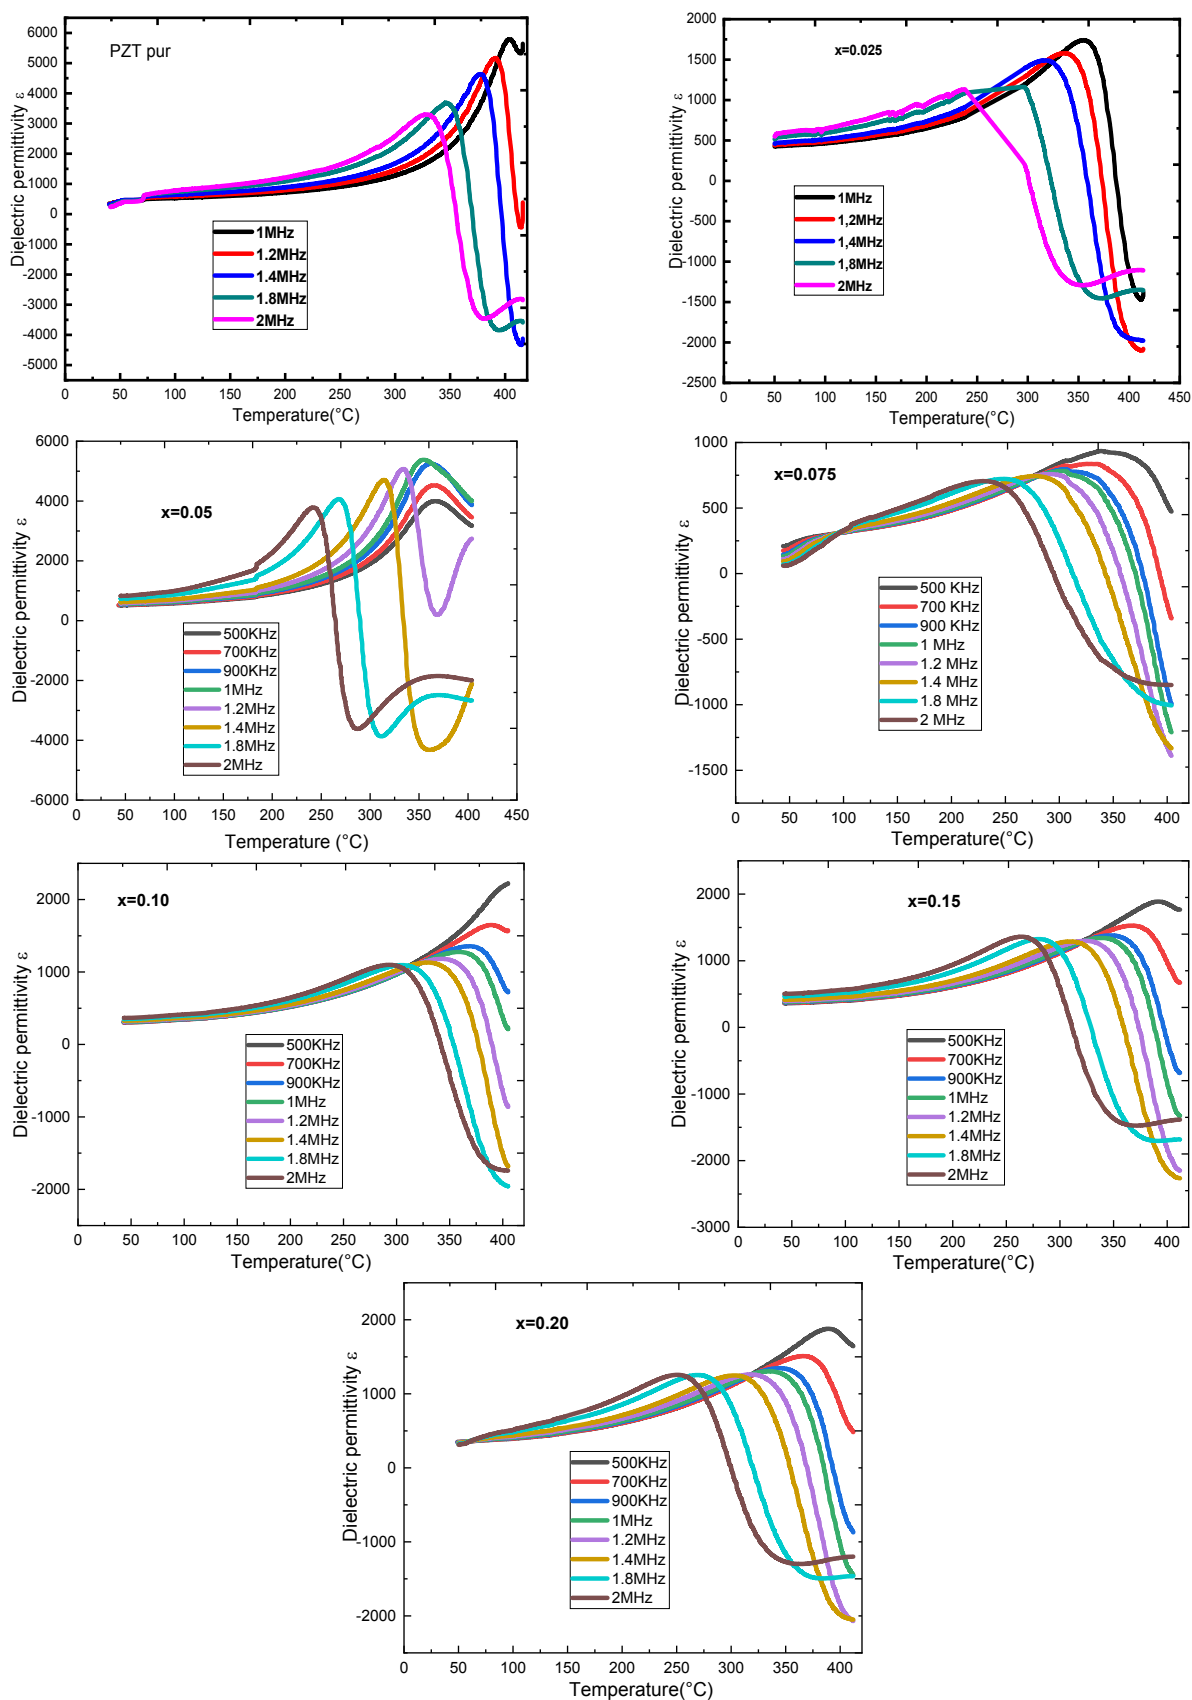 PZT pur
6000
5000
4000
3000
2000
1000
0
-1000
-2000
-3000
-4000
-5000
Dielectric permittivity ε
1MHz
1.2MHz
1.4MHz
1.8MHz
2MHz
0 50 100 150 200 250 300 350 400
Temperature(°C)
x=0.025
2000
1500
1000
500
0
-500
-1000
-1500
-2000
-2500
Dielectric permittivity ε
1MHz
1,2MHz
1,4MHz
1,8MHz
2MHz
0 50 100 150 200 250 300 350 400 450
Temperature(°C)
x=0.05
6000
4000
2000
0
-2000
-4000
-6000
Dielectric permittivity ε
500KHz
700KHz
900KHz
1MHz
1.2MHz
1.4MHz
1.8MHz
2MHz
0 50 100 150 200 250 300 350 400 450
Temperature (°C)
x=0.075
1000
500
0
-500
-1000
-1500
Dielectric permittivity ε
500 KHz
700 KHz
900 KHz
1 MHz
1.2 MHz
1.4 MHz
1.8 MHz
2 MHz
0 50 100 150 200 250 300 350 400
Temperature(°C)
x=0.10
2000
1000
0
-1000
-2000
Dielectric permittivity ε
500KHz
700KHz
900KHz
1MHz
1.2MHz
1.4MHz
1.8MHz
2MHz
0 50 100 150 200 250 300 350 400
Temperature(°C)
x=0.15
2000
1000
0
-1000
-2000
-3000
Dielectric permittivity ε
500KHz
700KHz
900KHz
1MHz
1.2MHz
1.4MHz
1.8MHz
2MHz
0 50 100 150 200 250 300 350 400
Temperature(°C)
x=0.20
2000
1000
0
-1000
-2000
Dielectric permittivity ε
500KHz
700KHz
900KHz
1MHz
1.2MHz
1.4MHz
1.8MHz
2MHz
0 50 100 150 200 250 300 350 400
Temperature(°C)